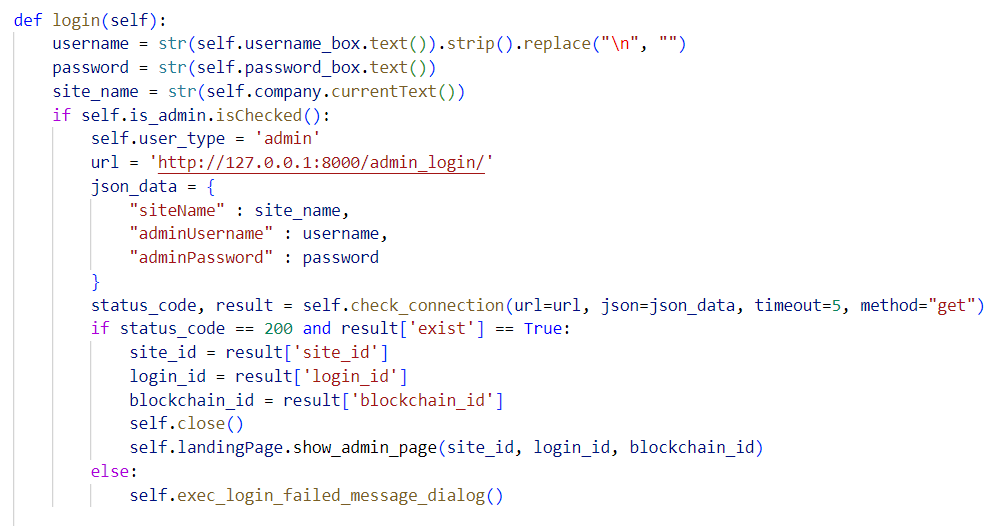 def login(self):
    username = str(self.username_box.text()).strip().replace("\n", "")
    password = str(self.password_box.text())
    site_name = str(self.company.currentText())
    if self.is_admin.isChecked():
        self.user_type = 'admin'
        url = 'http://127.0.0.1:8000/admin_login/'
        json_data = {
            "siteName" : site_name,
            "adminUsername" : username,
            "adminPassword" : password
        }
        status_code, result = self.check_connection(url=url, json=json_data, timeout=5, method="get")
        if status_code == 200 and result['exist'] == True:
            site_id = result['site_id']
            login_id = result['login_id']
            blockchain_id = result['blockchain_id']
            self.close()
            self.landingPage.show_admin_page(site_id, login_id, blockchain_id)
        else:
            self.exec_login_failed_message_dialog()